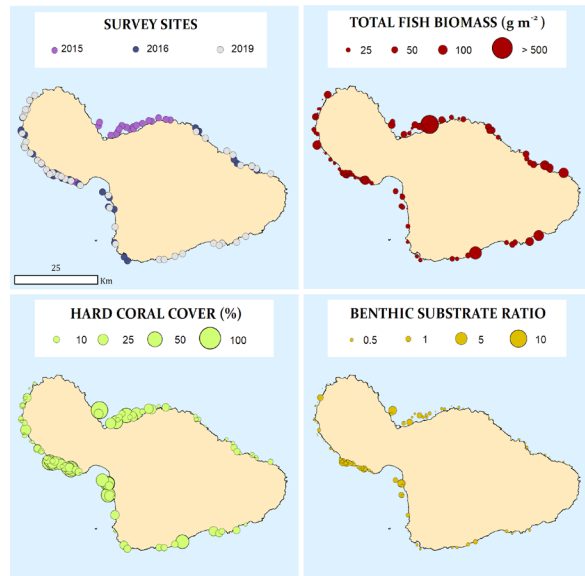 SURVEY SITES
2015 2016 2019
25
Km
TOTAL FISH BIOMASS (g m⁻²)
25 50 100 > 500
HARD CORAL COVER (%)
10 25 50 100
BENTHIC SUBSTRATE RATIO
0.5 1 5 10